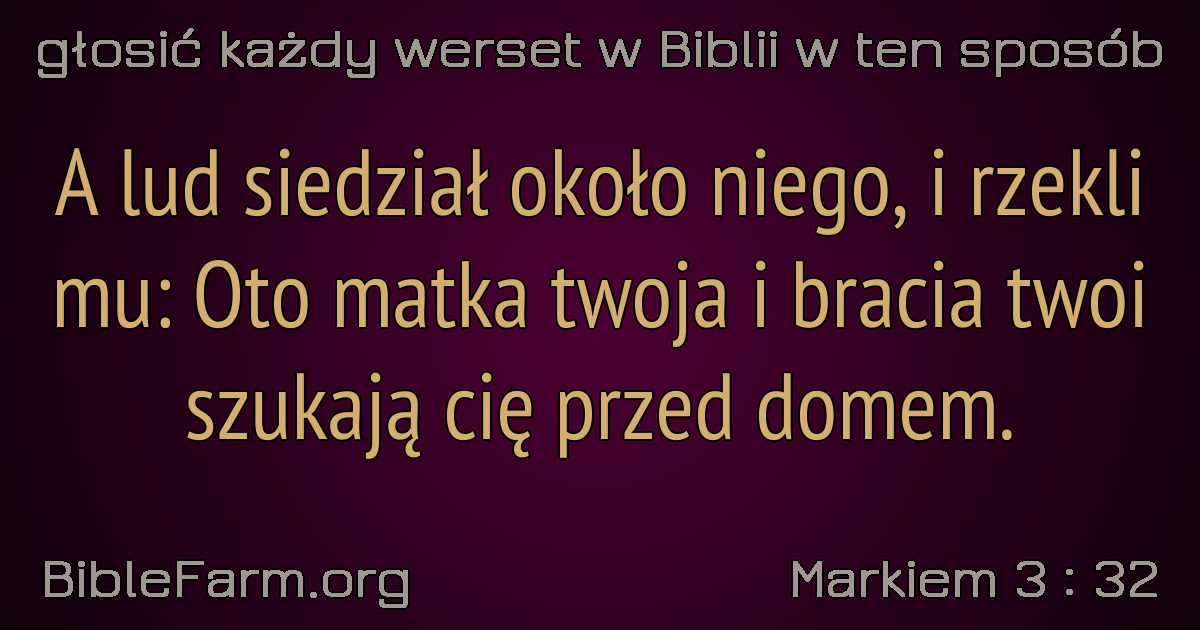 głosić każdy werset w Biblii w ten sposób
A lud siedział około niego, i rzekli
mu: Oto matka twoja i bracia twoi
szukają cię przed domem.
BibleFarm.org
Markiem 3 : 32